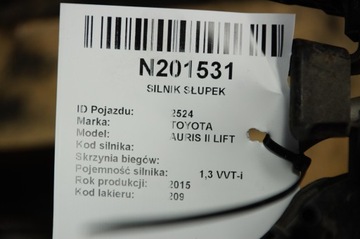 N201531
SILNIK SŁUPEK
ID Pojazdu: 2524
Marka: TOYOTA
Model: AURIS II LIFT
Kod silnika:
Skrzynia biegów:
Pojemność silnika: 1,3 VVT-i
Rok produkcji: 2015
Kod lakieru: 209